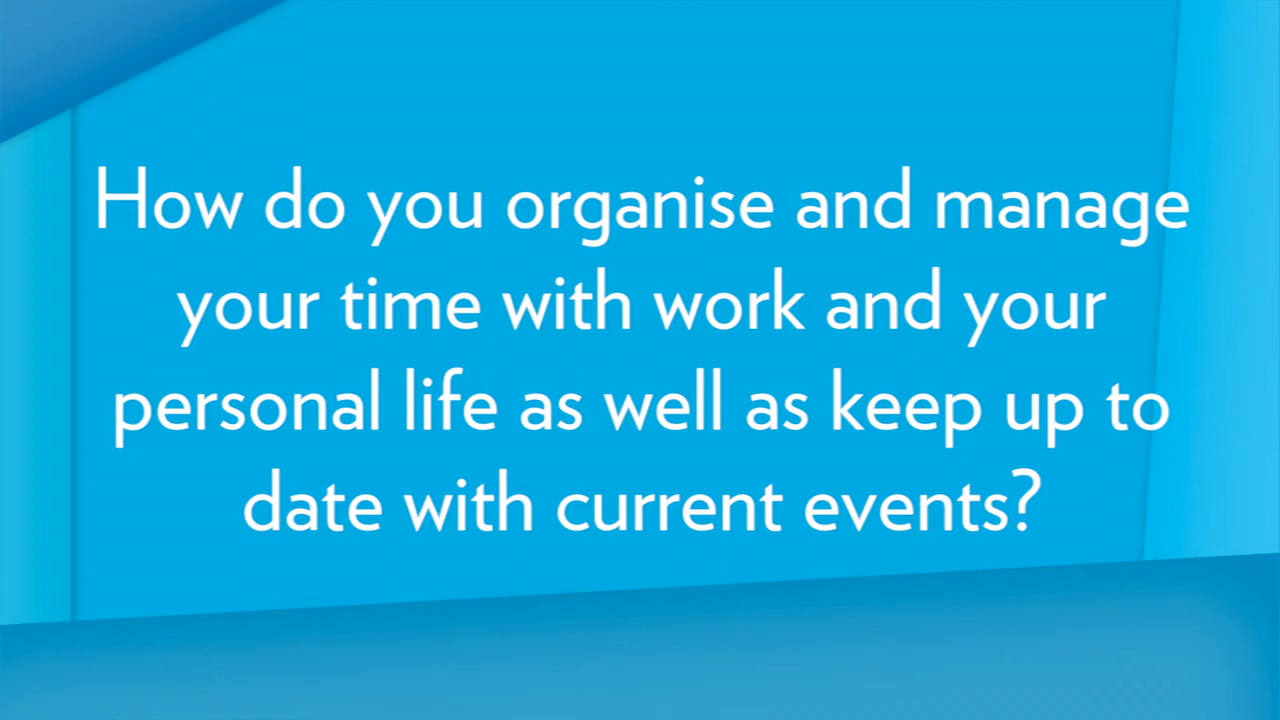 How do you organise and manage
your time with work and your
personal life as well as keep up to
date with current events?